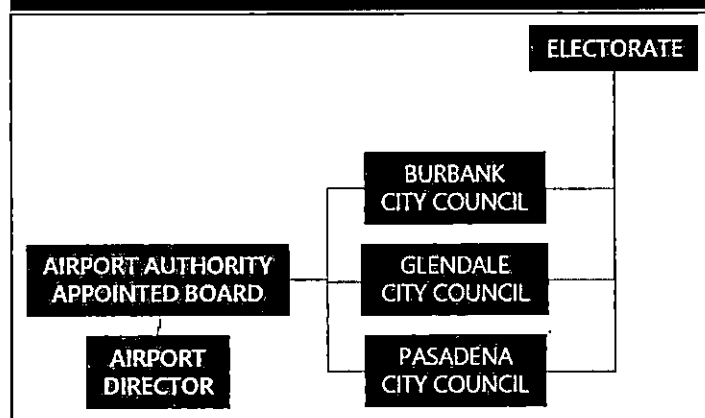 ELECTORATE
BURBANK
CITY COUNCIL
AIRPORT AUTHORITY
APPOINTED BOARD
GLENDALE
CITY COUNCIL
AIRPORT
DIRECTOR
PASADENA
CITY COUNCIL